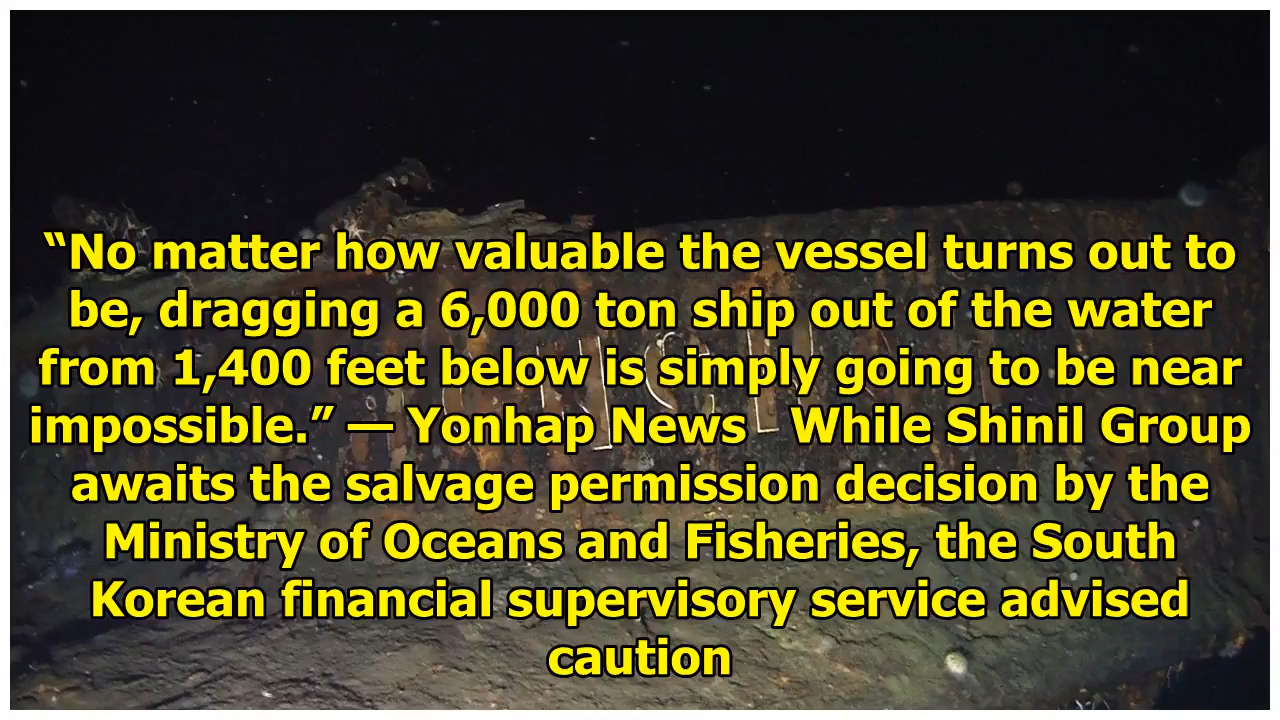 “No matter how valuable the vessel turns out to
be, dragging a 6,000 ton ship out of the water
from 1,400 feet below is simply going to be near
impossible.” — Yonhap News   While Shinil Group
awaits the salvage permission decision by the
Ministry of Oceans and Fisheries, the South
Korean financial supervisory service advised
caution